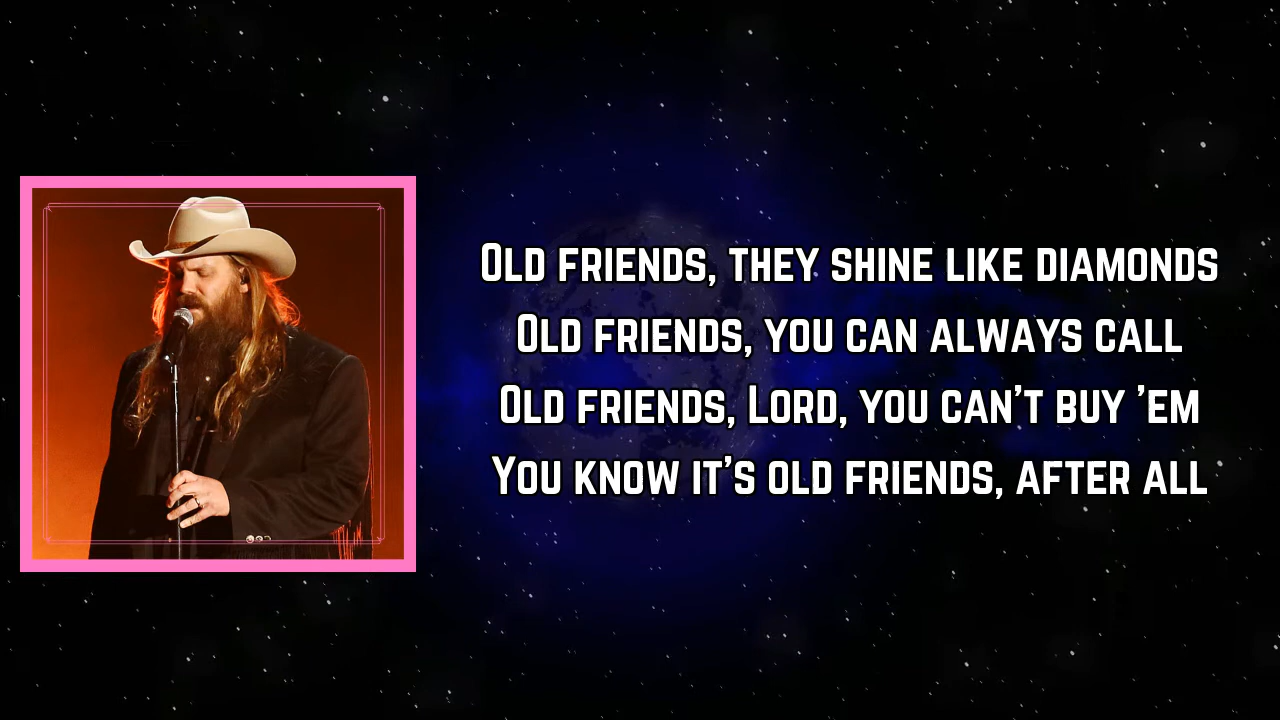 Old friends, they shine like diamonds
Old friends, you can always call
Old friends, Lord, you can't buy 'em
You know it's old friends, after all